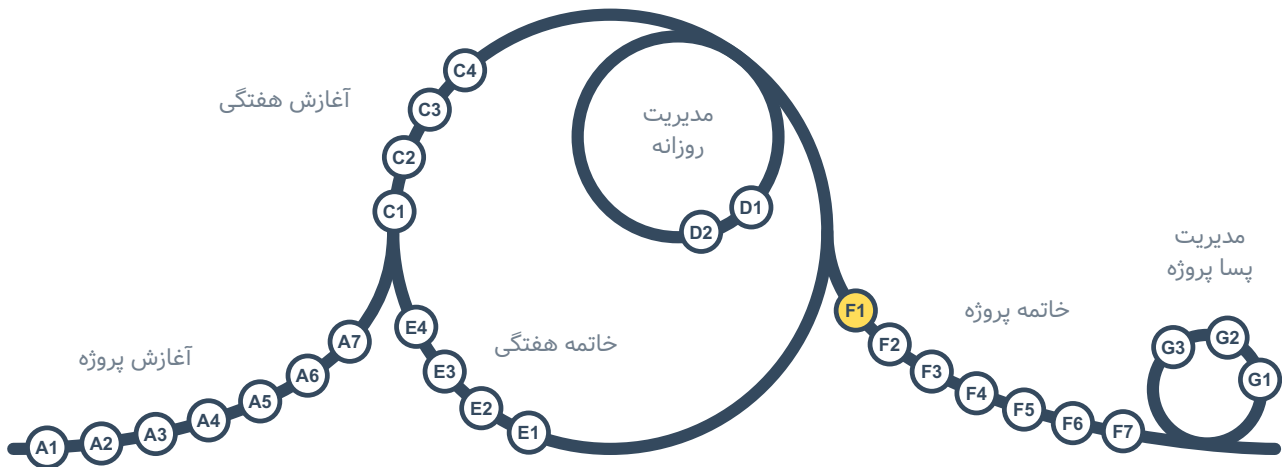 آغازش پروژه
A1
A2
A3
A4
A5
A6
A7
آغازش هفتگی
C1
C2
C3
C4
مدیریت
روزانه
D1
D2
خاتمه هفتگی
E1
E2
E3
E4
خاتمه پروژه
F1
F2
F3
F4
F5
F6
F7
مدیریت
پسا پروژه
G1
G2
G3